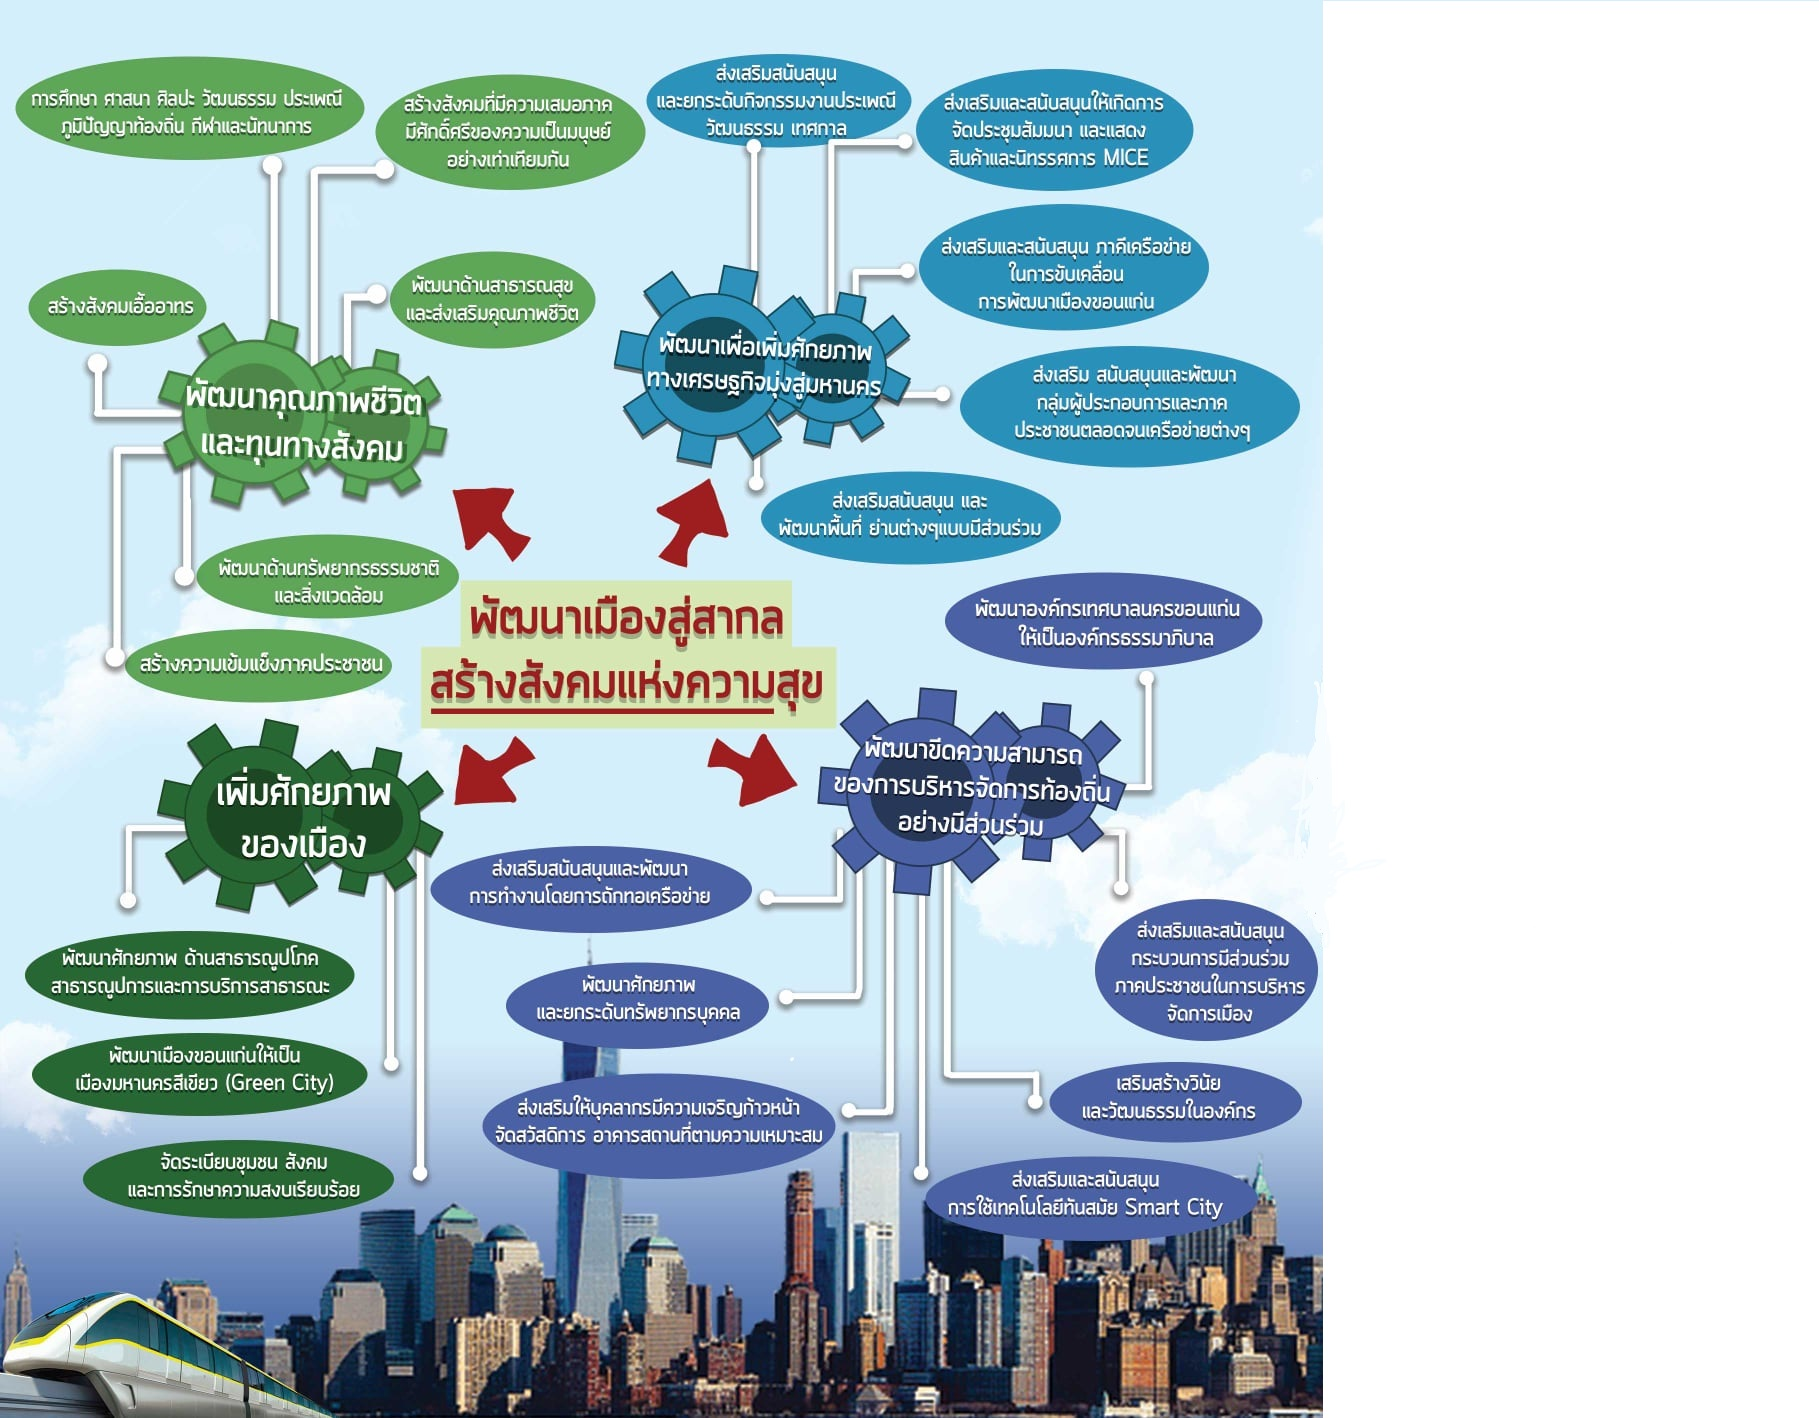 การศึกษา ศาสนา ศิลปะ วัฒนธรรม ประเพณี
ภูมิปัญญาท้องถิ่น กีฬาและนัทนาการ
สร้างสังคมที่มีความเสมอภาค
มีศักดิ์ศรีของความเป็นมนุษย์
อย่างเท่าเทียมกัน
สร้างสังคมเอื้ออาทร
พัฒนาด้านสาธารณสุข
และส่งเสริมคุณภาพชีวิต
พัฒนาคุณภาพชีวิต
และทุนทางสังคม
พัฒนาด้านทรัพยากรธรรมชาติ
และสิ่งแวดล้อม
สร้างความเข้มแข็งภาคประชาชน
ส่งเสริมสนับสนุน
และยกระดับกิจกรรมงานประเพณี
วัฒนธรรม เทศกาล
ส่งเสริมและสนับสนุนให้เกิดการ
จัดประชุมสัมมนา และแสดง
สินค้าและนิทรรศการ MICE
ส่งเสริมและสนับสนุน ภาคีเครือข่าย
ในการขับเคลื่อน
การพัฒนาเมืองขอนแก่น
พัฒนาเพื่อเพิ่มศักยภาพ
ทางเศรษฐกิจมุ่งสู่มหานคร
ส่งเสริม สนับสนุนและพัฒนา
กลุ่มผู้ประกอบการและภาค
ประชาชนตลอดจนเครือข่ายต่างๆ
ส่งเสริมสนับสนุน และ
พัฒนาพื้นที่ ย่านต่างๆแบบมีส่วนร่วม
พัฒนาเมืองสู่สากล
สร้างสังคมแห่งความสุข
เพิ่มศักยภาพ
ของเมือง
พัฒนาศักยภาพ ด้านสาธารณูปโภค
สาธารณูปการและการบริการสาธารณะ
พัฒนาเมืองขอนแก่นให้เป็น
เมืองมหานครสีเขียว (Green City)
จัดระเบียบชุมชน สังคม
และการรักษาความสงบเรียบร้อย
พัฒนาองค์กรเทศบาลนครขอนแก่น
ให้เป็นองค์กรธรรมาภิบาล
พัฒนาขีดความสามารถ
ของการบริหารจัดการท้องถิ่น
อย่างมีส่วนร่วม
ส่งเสริมสนับสนุนและพัฒนา
การทำงานโดยการถักทอเครือข่าย
พัฒนาศักยภาพ
และยกระดับทรัพยากรบุคคล
ส่งเสริมให้บุคลากรมีความเจริญก้าวหน้า
จัดสวัสดิการ อาคารสถานที่ตามความเหมาะสม
ส่งเสริมและสนับสนุน
กระบวนการมีส่วนร่วม
ภาคประชาชนในการบริหาร
จัดการเมือง
เสริมสร้างวินัย
และวัฒนธรรมในองค์กร
ส่งเสริมและสนับสนุน
การใช้เทคโนโลยีทันสมัย Smart City